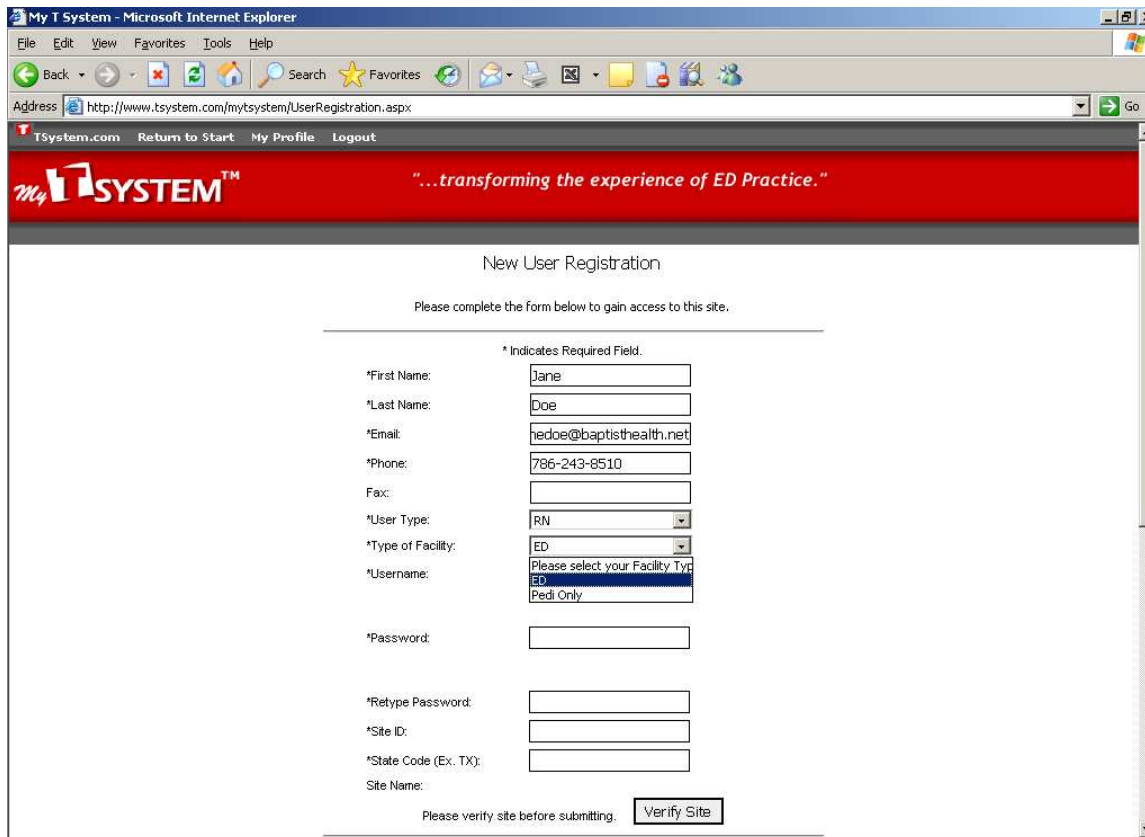 My T System - Microsoft Internet Explorer
File Edit View Favorites Tools Help
Back Search Favorites
Address http://www.tsystem.com/mytsystem/UserRegistration.aspx Go
TSystem.com Return to Start My Profile Logout
My T SYSTEM™ "...transforming the experience of ED Practice."
New User Registration
Please complete the form below to gain access to this site.
* Indicates Required Field.
*First Name: Jane
*Last Name: Doe
*Email: nedoe@baptisthealth.net
*Phone: 786-243-8510
Fax:
*User Type: RN
*Type of Facility: ED
Please select your Facility Typ
*Username: ED
Pedi Only
*Password:
*Retype Password:
*Site ID:
*State Code (Ex. TX):
Site Name:
Please verify site before submitting. Verify Site